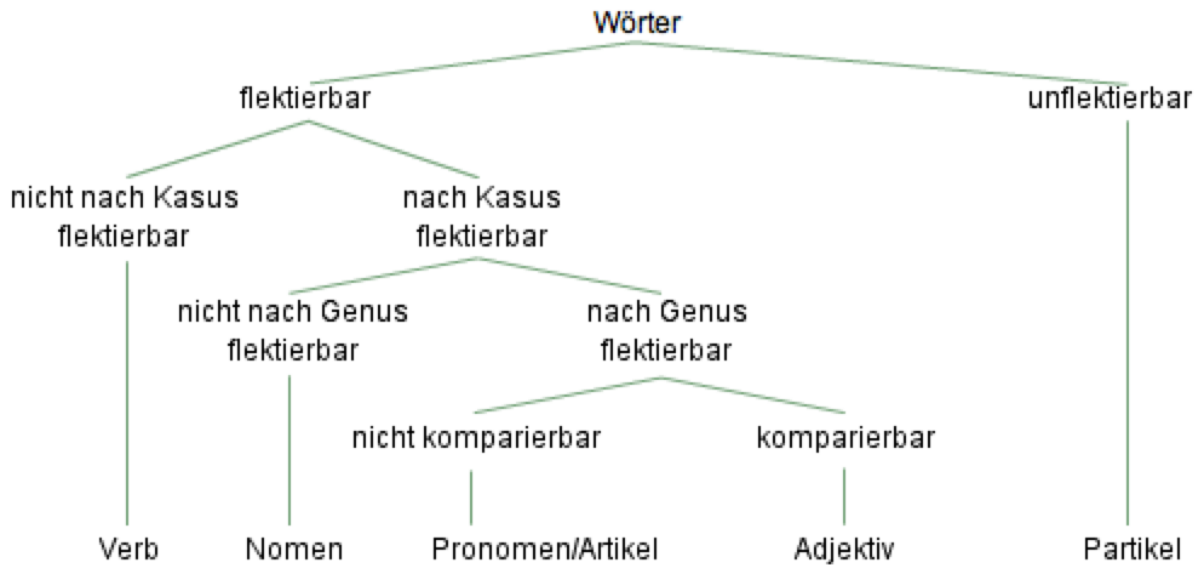 Wörter
flektierbar
unflektierbar
nicht nach Kasus
flektierbar
nach Kasus
flektierbar
nicht nach Genus
flektierbar
nach Genus
flektierbar
nicht komparierbar
komparierbar
Verb
Nomen
Pronomen/Artikel
Adjektiv
Partikel